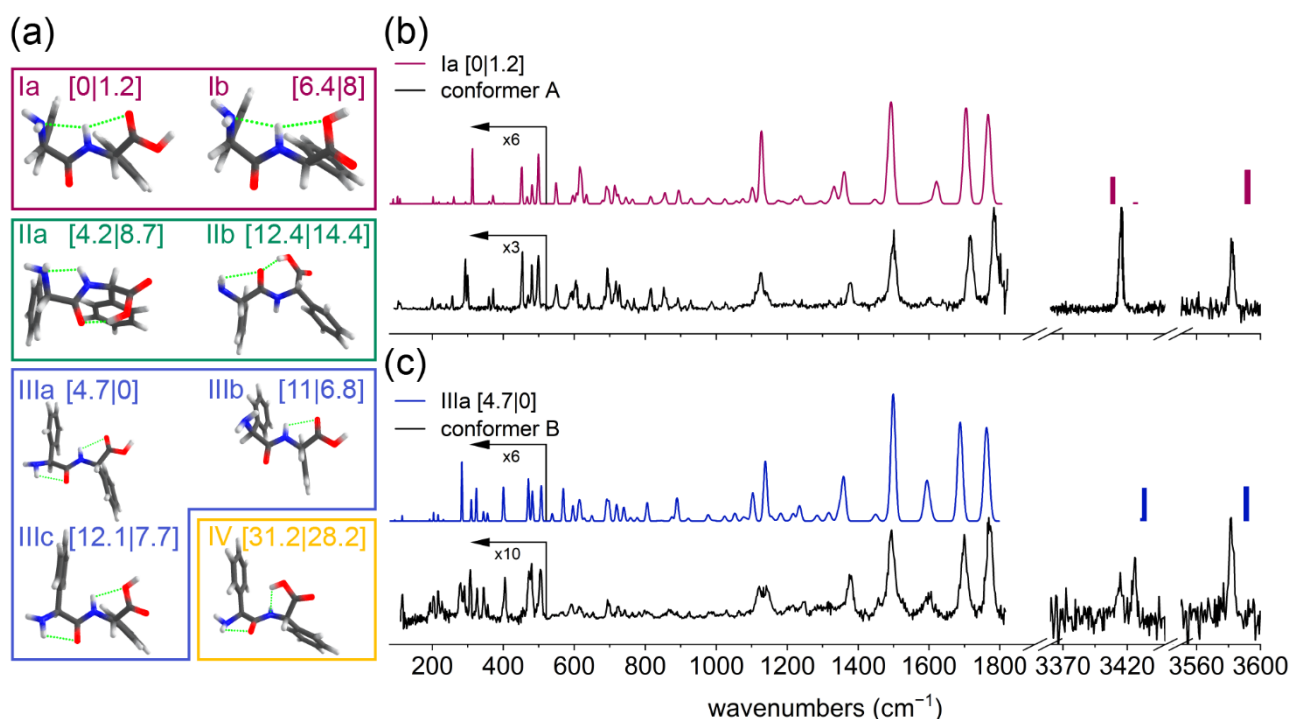 (a)
Ia [0|1.2]
Ib [6.4|8]
IIa [4.2|8.7]
IIb [12.4|14.4]
IIIa [4.7|0]
IIIb [11|6.8]
IIIc [12.1|7.7]
IV [31.2|28.2]
(b)
Ia [0|1.2]
conformer A
x6
x3
(c)
IIIa [4.7|0]
conformer B
x6
x10
200 400 600 800 1000 1200 1400 1600 1800 3370 3420 3560 3600
wavenumbers (cm⁻¹)